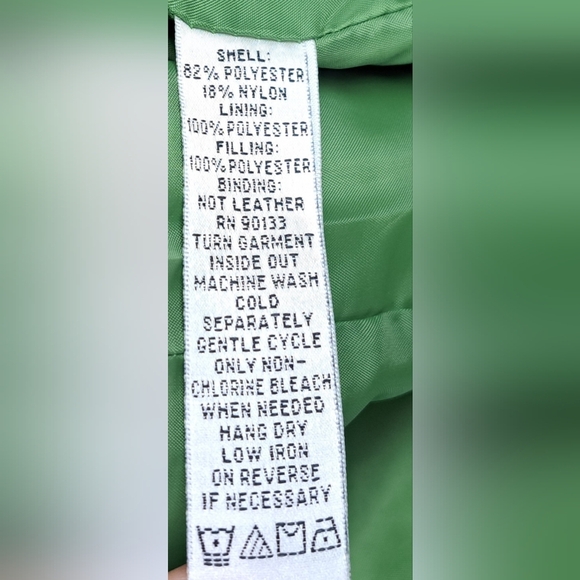 SHELL:
82% POLYESTER
18% NYLON
LINING:
100% POLYESTER
FILLING:
100% POLYESTER
BINDING:
NOT LEATHER
RN 90133
TURN GARMENT
INSIDE OUT
MACHINE WASH
COLD
SEPARATELY
GENTLE CYCLE
ONLY NON-
CHLORINE BLEACH
WHEN NEEDED
HANG DRY
LOW IRON
ON REVERSE
IF NECESSARY